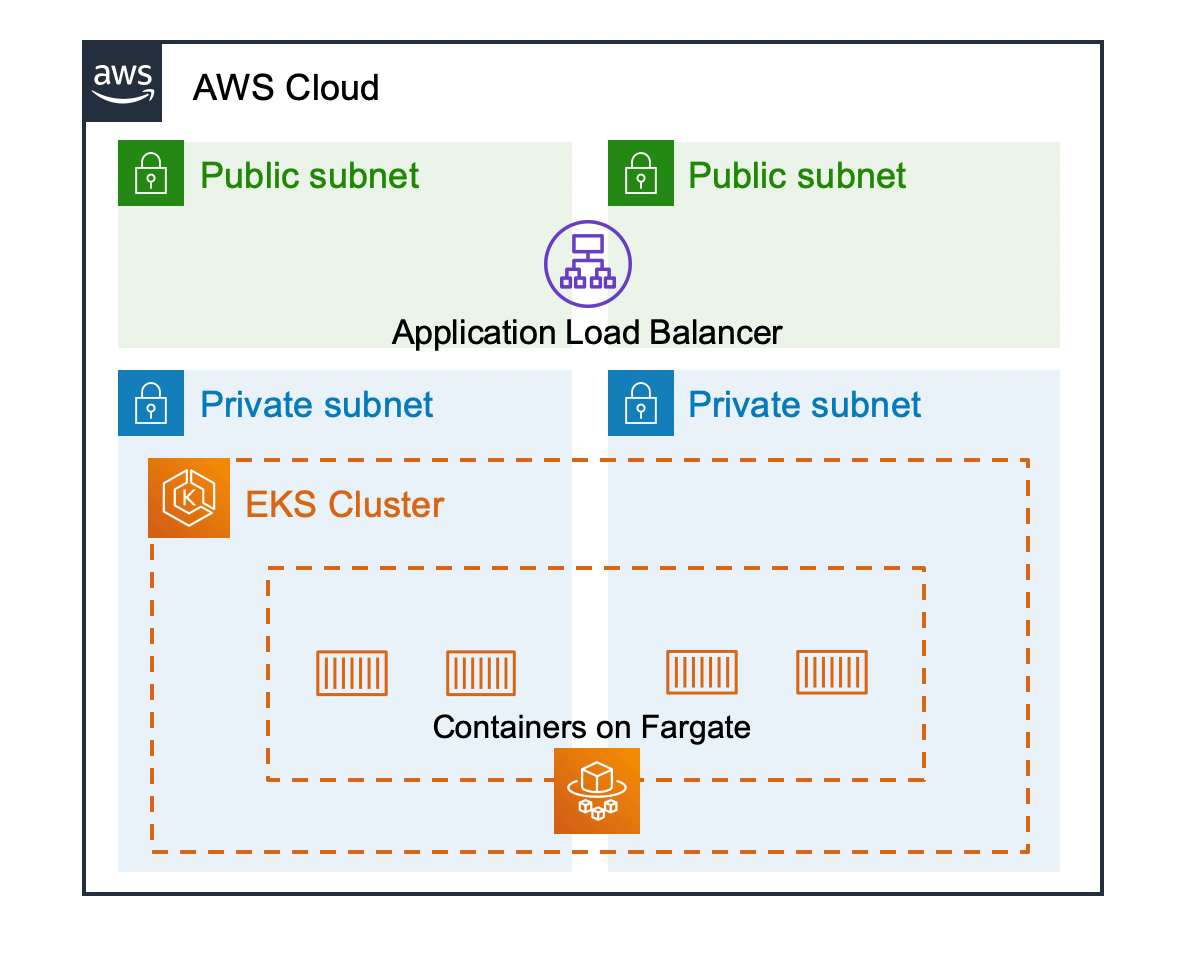 aws
AWS Cloud
Public subnet
Public subnet
Application Load Balancer
Private subnet
Private subnet
K
EKS Cluster
Containers on Fargate